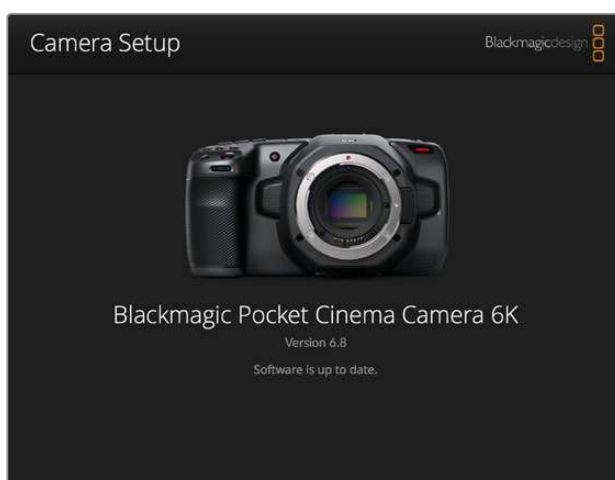 Camera Setup
Blackmagicdesign
Blackmagic Pocket Cinema Camera 6K
Version 6.8
Software is up to date.